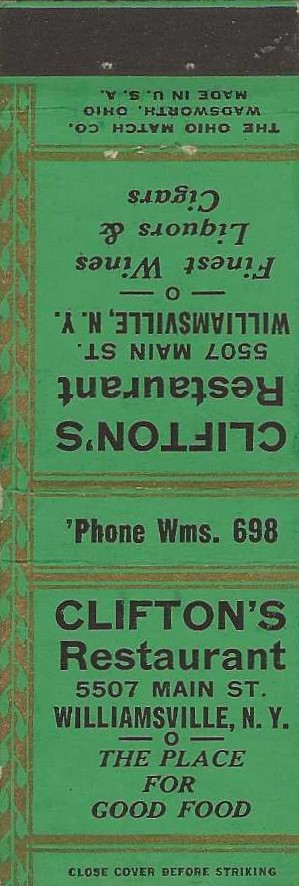 THE OHIO MATCH CO.
WADSWORTH, OHIO
MADE IN U. S. A.
CLIFTON'S
Restaurant
5507 MAIN ST.
WILLIAMSVILLE, N. Y.
O
Finest Wines
Liquors &
Cigars
'Phone Wms. 698
CLIFTON'S
Restaurant
5507 MAIN ST.
WILLIAMSVILLE, N. Y.
O
THE PLACE
FOR
GOOD FOOD
CLOSE COVER BEFORE STRIKING